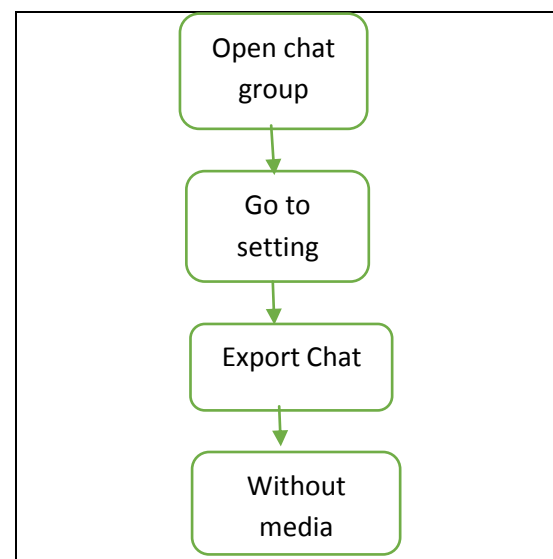 Open chat
group
Go to
setting
Export Chat
Without
media